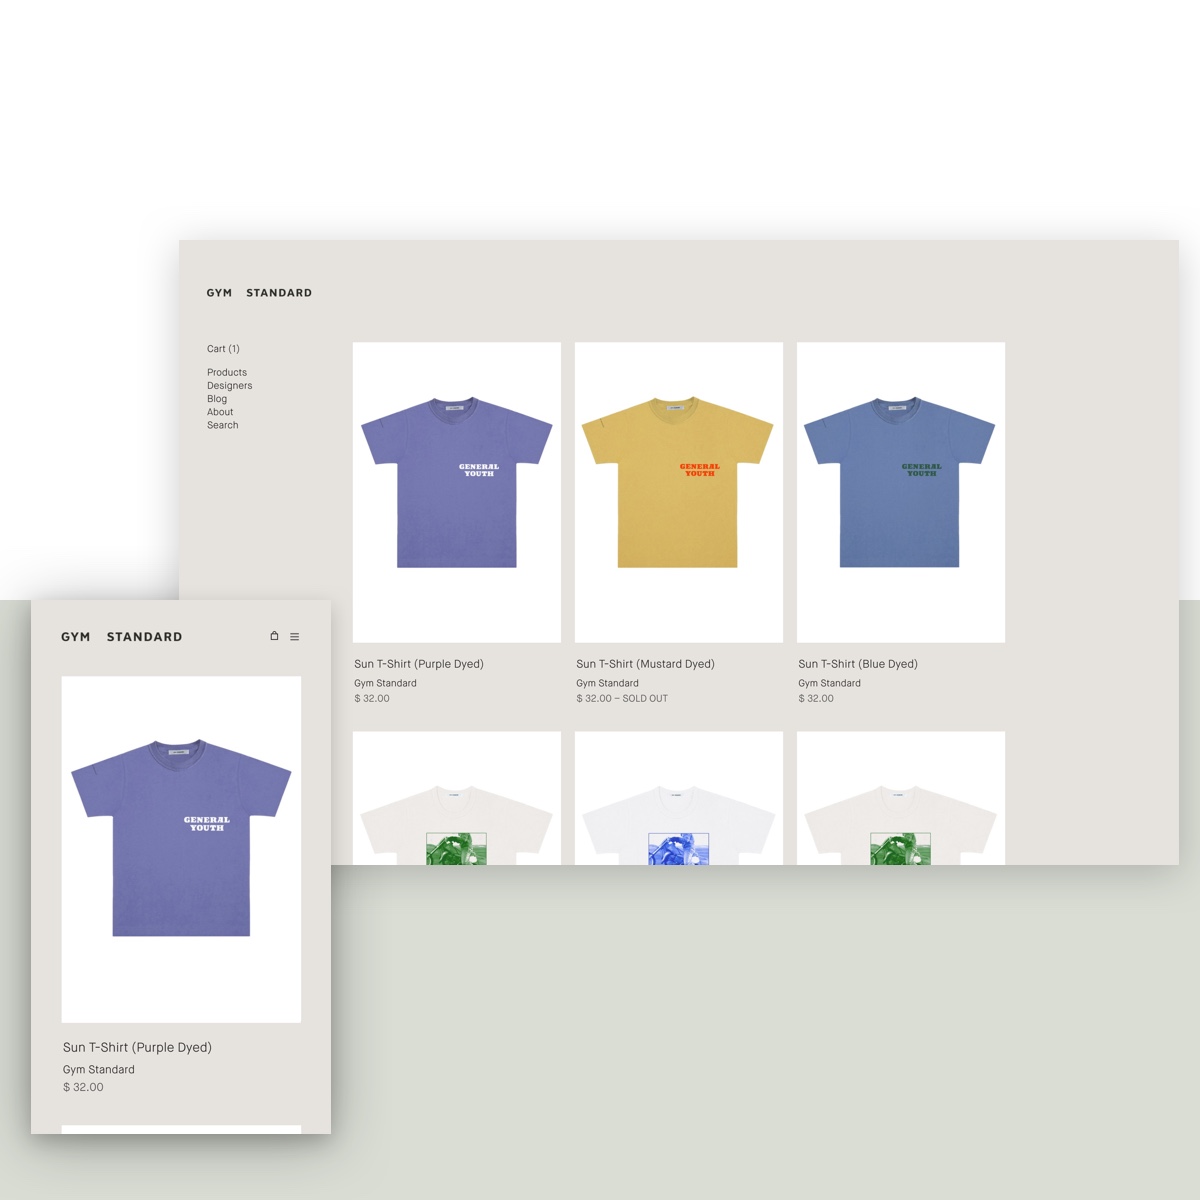 GYM STANDARD
Cart (1)
Products
Designers
Blog
About
Search
GENERAL
YOUTH
GENERAL
YOUTH
GENERAL
YOUTH
Sun T-Shirt (Purple Dyed)
Gym Standard
$ 32.00
Sun T-Shirt (Mustard Dyed)
Gym Standard
$ 32.00 – SOLD OUT
Sun T-Shirt (Blue Dyed)
Gym Standard
$ 32.00
GYM STANDARD
GENERAL
YOUTH
Sun T-Shirt (Purple Dyed)
Gym Standard
$ 32.00